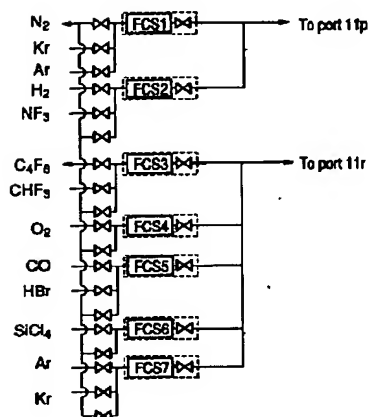 N₂ FCS1 To port 11p
Kr
Ar
H₂ FCS2
NF₃
C₄F₈ FCS3 To port 11r
CHF₃
O₂ FCS4
CO FCS5
HBr
SiCl₄ FCS6
Ar FCS7
Kr